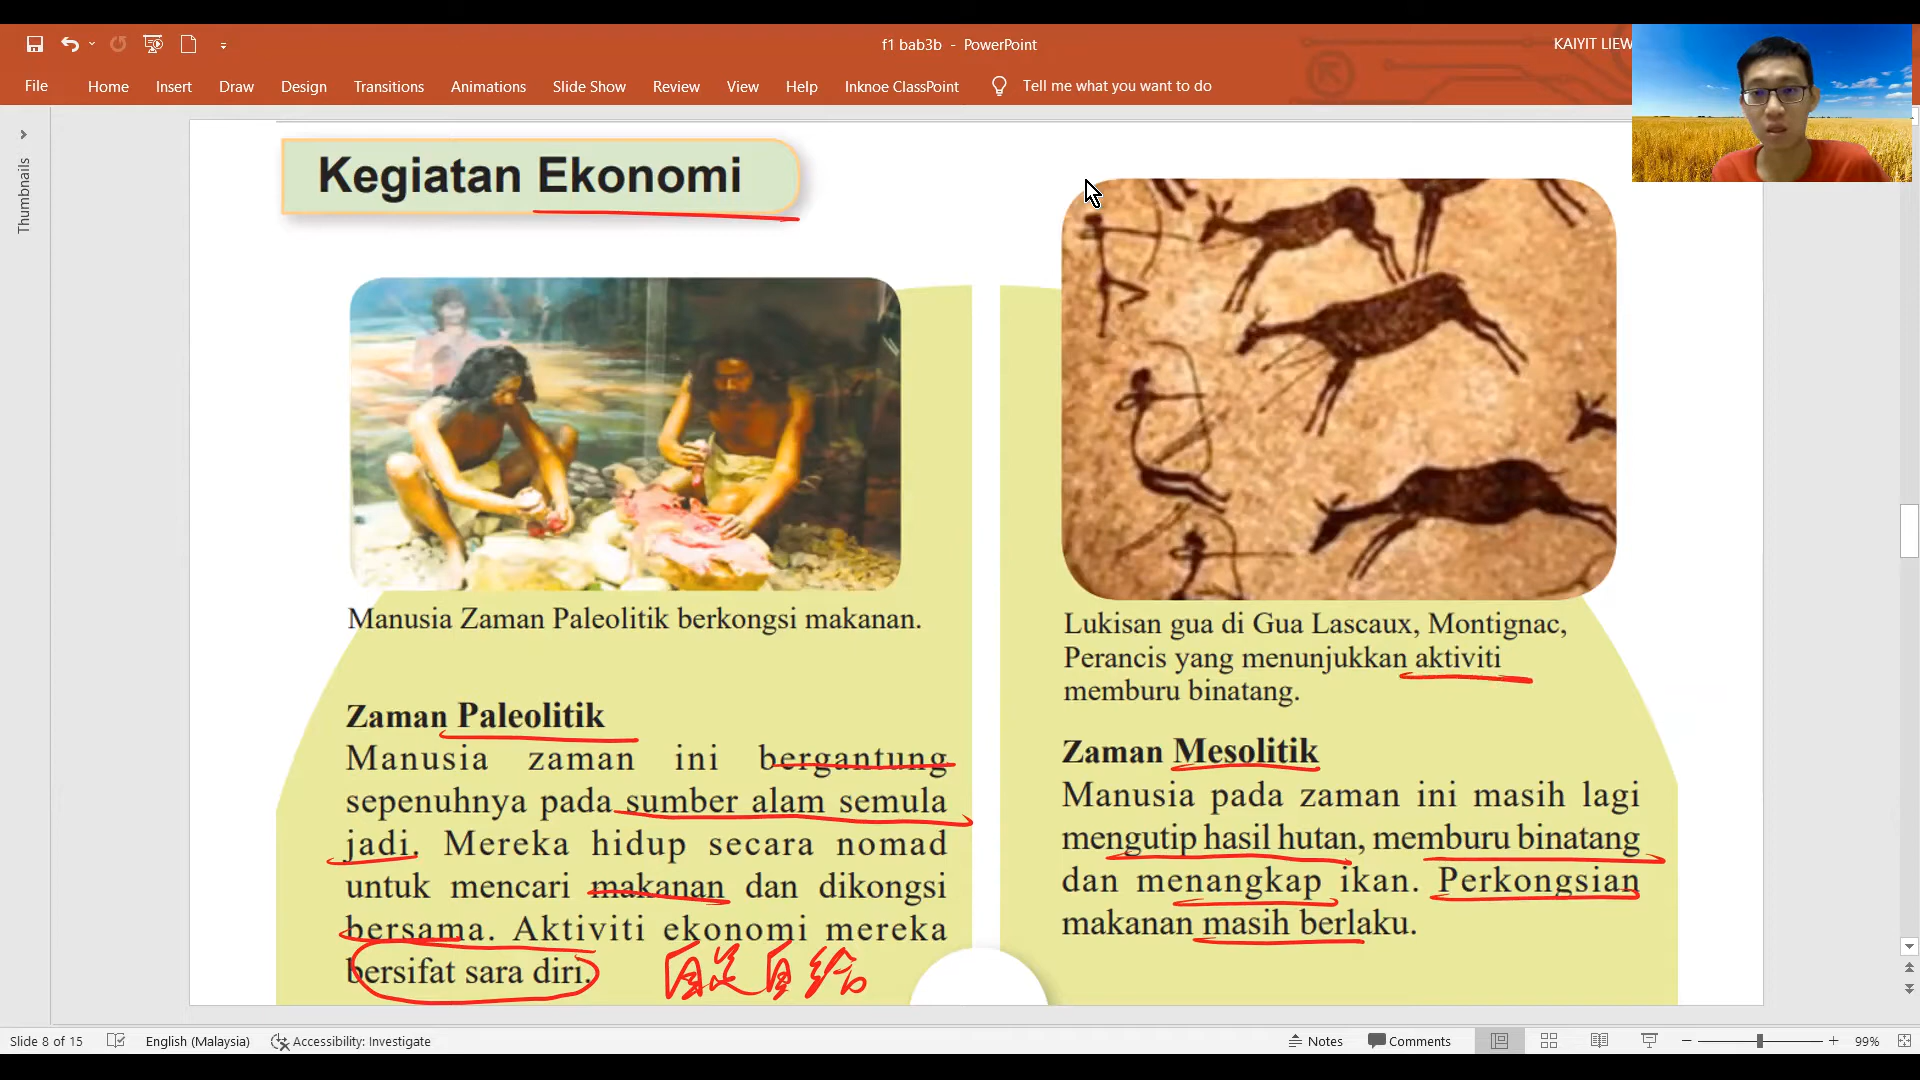 f1 bab3b - PowerPoint
KAIYIT LIEW
File Home Insert Draw Design Transitions Animations Slide Show Review View Help Inknoe ClassPoint Tell me what you want to do
Thumbnails
Kegiatan Ekonomi
Manusia Zaman Paleolitik berkongsi makanan.
Zaman Paleolitik
Manusia zaman ini bergantung
sepenuhnya pada sumber alam semula
jadi. Mereka hidup secara nomad
untuk mencari makanan dan dikongsi
bersama. Aktiviti ekonomi mereka
bersifat sara diri.
自足自给
Lukisan gua di Gua Lascaux, Montignac,
Perancis yang menunjukkan aktiviti
memburu binatang.
Zaman Mesolitik
Manusia pada zaman ini masih lagi
mengutip hasil hutan, memburu binatang
dan menangkap ikan. Perkongsian
makanan masih berlaku.
Slide 8 of 15 English (Malaysia) Accessibility: Investigate Notes Comments 99%